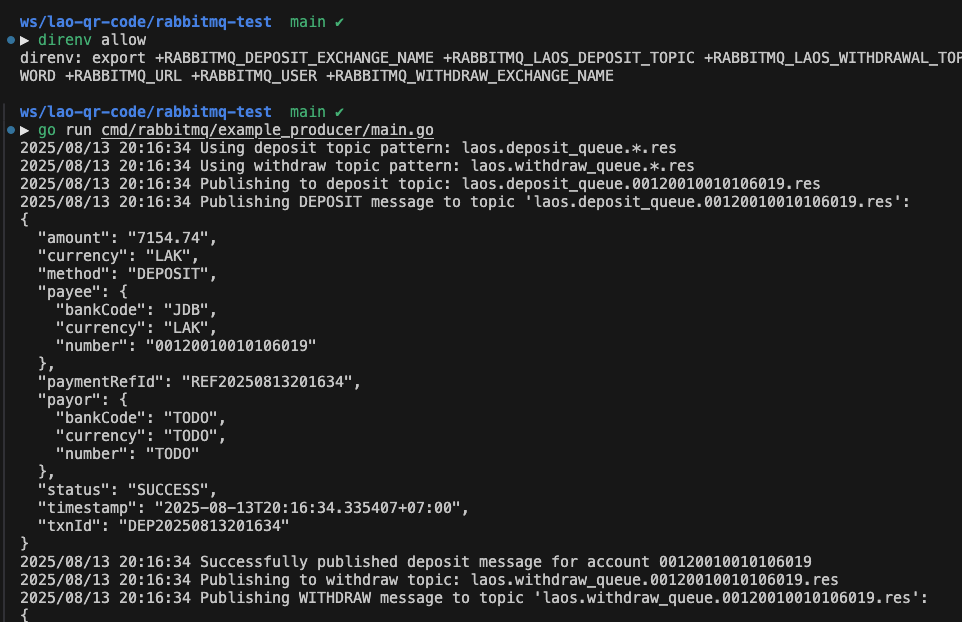 ws/lao-qr-code/rabbitmq-test main ✔
▶ direnv allow
direnv: export +RABBITMQ_DEPOSIT_EXCHANGE_NAME +RABBITMQ_LAOS_DEPOSIT_TOPIC +RABBITMQ_LAOS_WITHDRAWAL_TOP
WORD +RABBITMQ_URL +RABBITMQ_USER +RABBITMQ_WITHDRAW_EXCHANGE_NAME
ws/lao-qr-code/rabbitmq-test main ✔
▶ go run cmd/rabbitmq/example_producer/main.go
2025/08/13 20:16:34 Using deposit topic pattern: laos.deposit_queue.*.res
2025/08/13 20:16:34 Using withdraw topic pattern: laos.withdraw_queue.*.res
2025/08/13 20:16:34 Publishing to deposit topic: laos.deposit_queue.00120010010106019.res
2025/08/13 20:16:34 Publishing DEPOSIT message to topic 'laos.deposit_queue.00120010010106019.res':
{
  "amount": "7154.74",
  "currency": "LAK",
  "method": "DEPOSIT",
  "payee": {
    "bankCode": "JDB",
    "currency": "LAK",
    "number": "00120010010106019"
  },
  "paymentRefId": "REF20250813201634",
  "payor": {
    "bankCode": "TODO",
    "currency": "TODO",
    "number": "TODO"
  },
  "status": "SUCCESS",
  "timestamp": "2025-08-13T20:16:34.335407+07:00",
  "txnId": "DEP20250813201634"
}
2025/08/13 20:16:34 Successfully published deposit message for account 00120010010106019
2025/08/13 20:16:34 Publishing to withdraw topic: laos.withdraw_queue.00120010010106019.res
2025/08/13 20:16:34 Publishing WITHDRAW message to topic 'laos.withdraw_queue.00120010010106019.res':
{